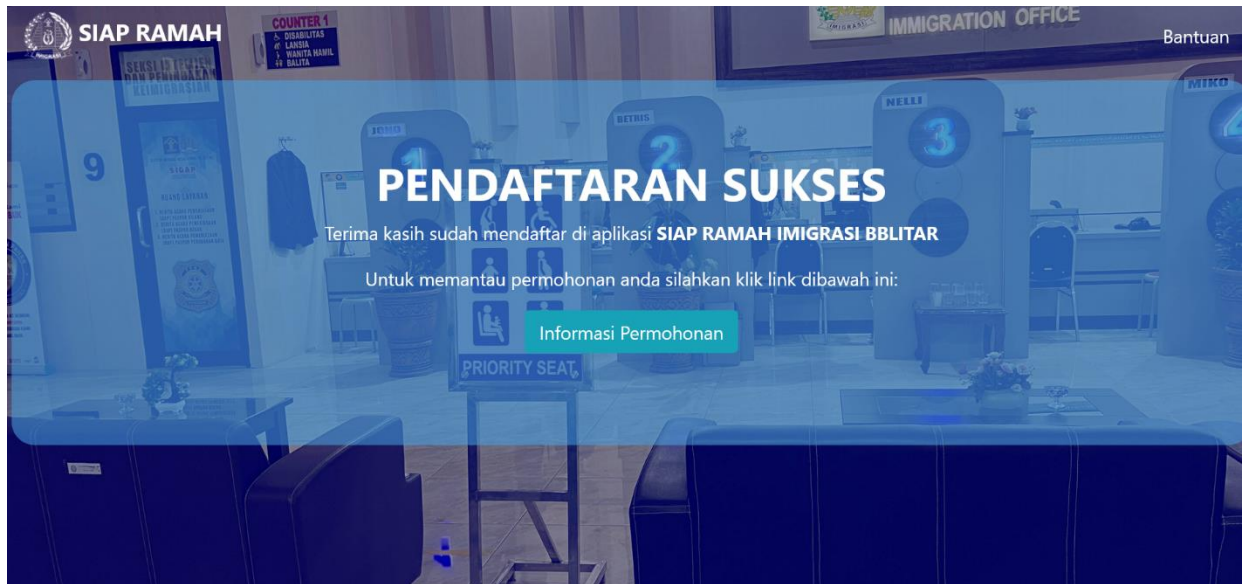 SIAP RAMAH
Bantuan
COUNTER 1
DISABILITAS
LANSIA
WANITA HAMIL
BALITA
IMIGRASI
IMMIGRATION OFFICE
KEIMIGRASIAN
9
JONO
1
BETRIS
2
NELLI
3
MIKO
4
PENDAFTARAN SUKSES
Terima kasih sudah mendaftar di aplikasi SIAP RAMAH IMIGRASI BBLITAR
Untuk memantau permohonan anda silahkan klik link dibawah ini:
Informasi Permohonan
PRIORITY SEAT